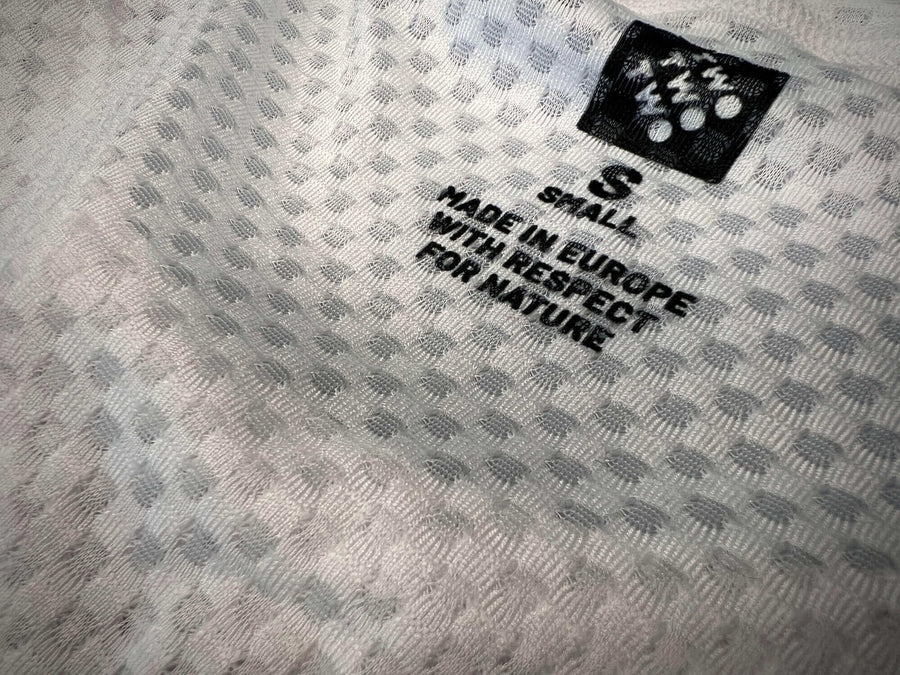 S
SMALL
MADE IN EUROPE
WITH RESPECT
FOR NATURE